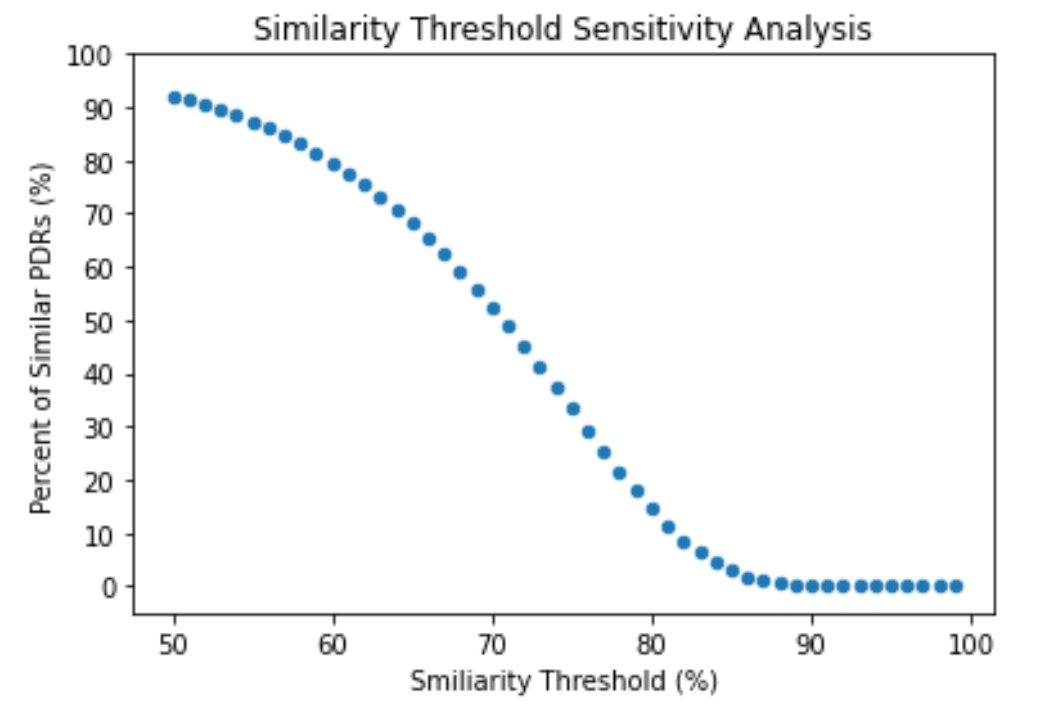 Similarity Threshold Sensitivity Analysis
100
90
80
70
60
50
40
30
20
10
0
Percent of Similar PDRs (%)
50 60 70 80 90 100
Smiliarity Threshold (%)